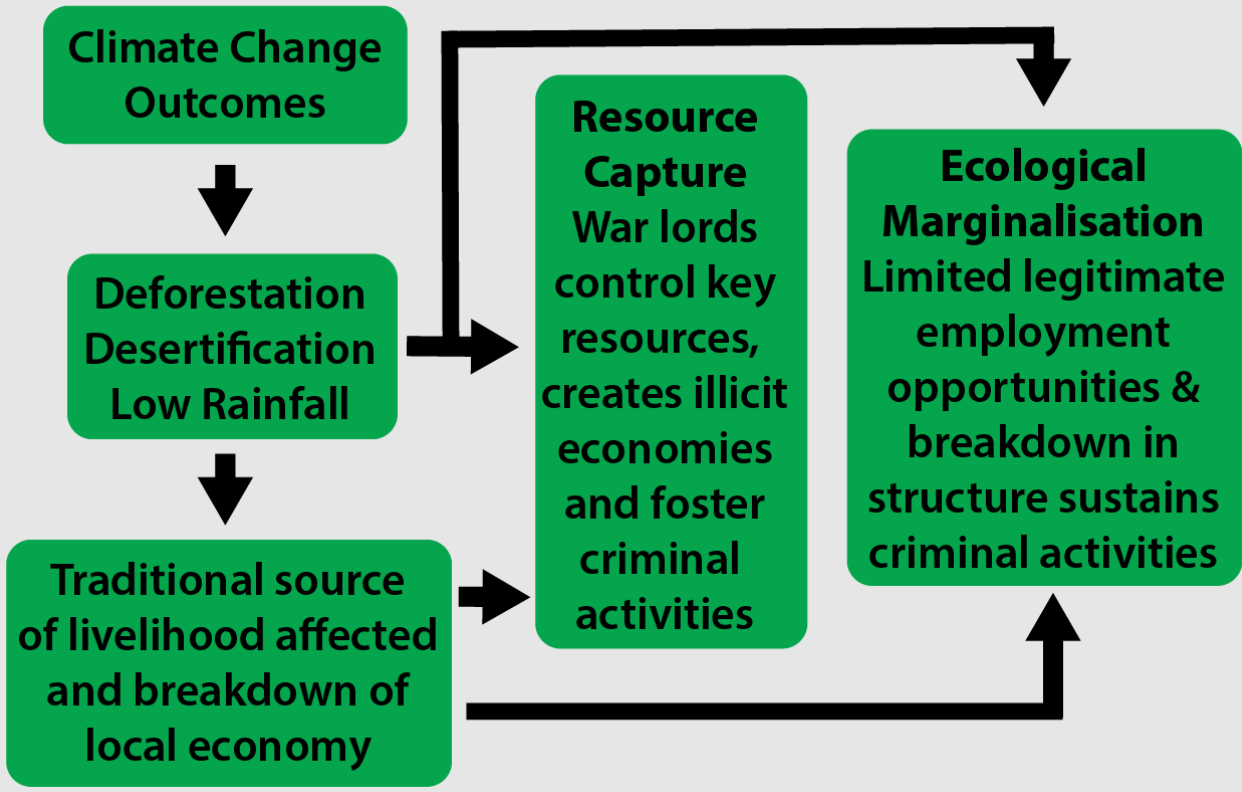 Climate Change
Outcomes
Deforestation
Desertification
Low Rainfall
Traditional source
of livelihood affected
and breakdown of
local economy
Resource
Capture
War lords
control key
resources,
creates illicit
economies
and foster
criminal
activities
Ecological
Marginalisation
Limited legitimate
employment
opportunities &
breakdown in
structure sustains
criminal activities